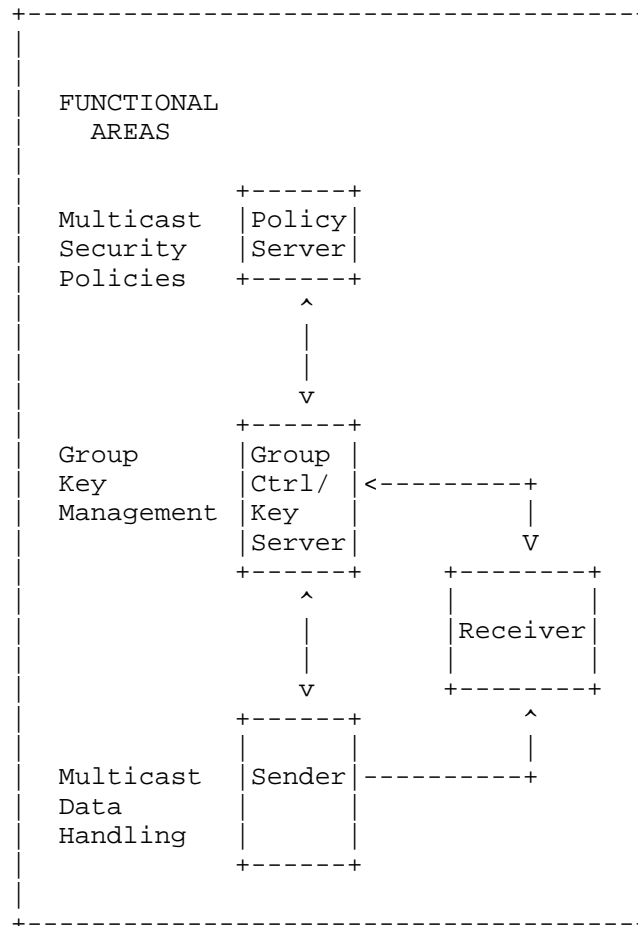 FUNCTIONAL
AREAS
Multicast
Security
Policies
Policy
Server
Group
Key
Management
Group
Ctrl/
Key
Server
Receiver
Multicast
Data
Handling
Sender